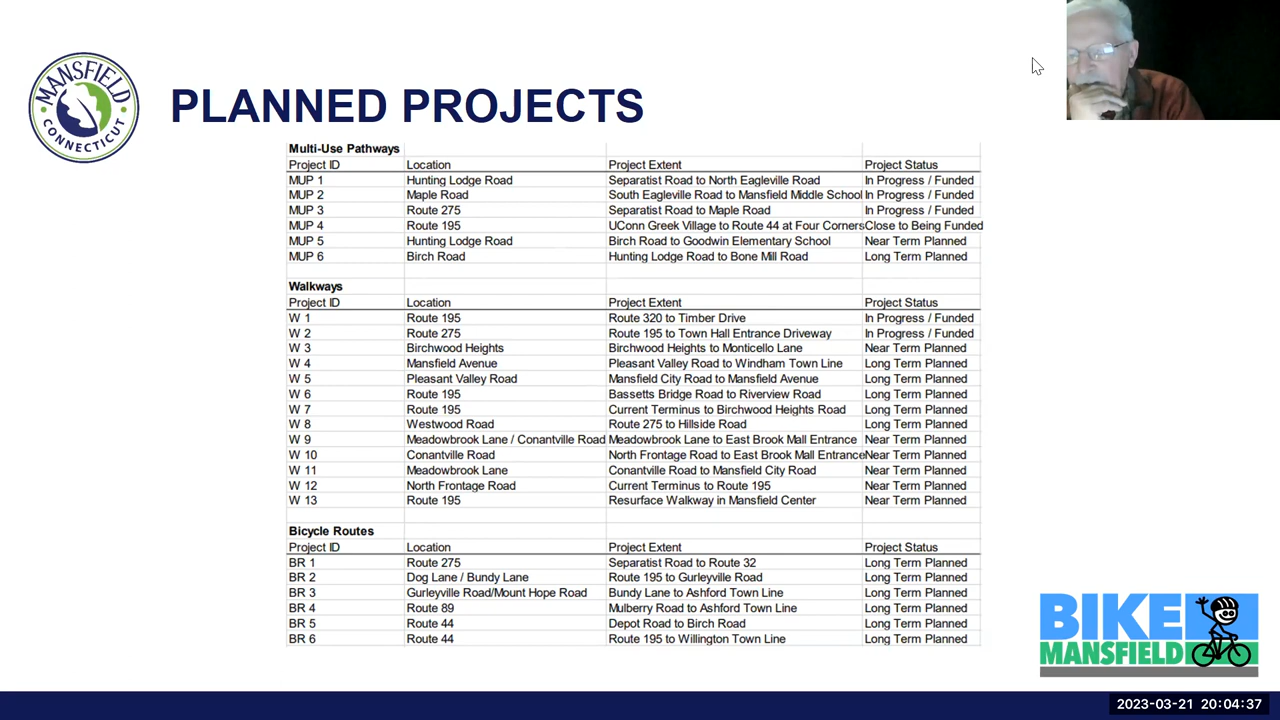 MANSFIELD
CONNECTICUT
PLANNED PROJECTS
Multi-Use Pathways
Project ID Location Project Extent Project Status
MUP 1 Hunting Lodge Road Separatist Road to North Eagleville Road In Progress / Funded
MUP 2 Maple Road South Eagleville Road to Mansfield Middle School In Progress / Funded
MUP 3 Route 275 Separatist Road to Maple Road In Progress / Funded
MUP 4 Route 195 UConn Greek Village to Route 44 at Four Corners Close to Being Funded
MUP 5 Hunting Lodge Road Birch Road to Goodwin Elementary School Near Term Planned
MUP 6 Birch Road Hunting Lodge Road to Bone Mill Road Long Term Planned
Walkways
Project ID Location Project Extent Project Status
W 1 Route 195 Route 320 to Timber Drive In Progress / Funded
W 2 Route 275 Route 195 to Town Hall Entrance Driveway In Progress / Funded
W 3 Birchwood Heights Birchwood Heights to Monticello Lane Near Term Planned
W 4 Mansfield Avenue Pleasant Valley Road to Windham Town Line Long Term Planned
W 5 Pleasant Valley Road Mansfield City Road to Mansfield Avenue Long Term Planned
W 6 Route 195 Bassetts Bridge Road to Riverview Road Long Term Planned
W 7 Route 195 Current Terminus to Birchwood Heights Road Long Term Planned
W 8 Westwood Road Route 275 to Hillside Road Long Term Planned
W 9 Meadowbrook Lane / Conantville Road Meadowbrook Lane to East Brook Mall Entrance Near Term Planned
W 10 Conantville Road North Frontage Road to East Brook Mall Entrance Near Term Planned
W 11 Meadowbrook Lane Conantville Road to Mansfield City Road Near Term Planned
W 12 North Frontage Road Current Terminus to Route 195 Near Term Planned
W 13 Route 195 Resurface Walkway in Mansfield Center Near Term Planned
Bicycle Routes
Project ID Location Project Extent Project Status
BR 1 Route 275 Separatist Road to Route 32 Long Term Planned
BR 2 Dog Lane / Bundy Lane Route 195 to Gurleyville Road Long Term Planned
BR 3 Gurleyville Road/Mount Hope Road Bundy Lane to Ashford Town Line Long Term Planned
BR 4 Route 89 Mulberry Road to Ashford Town Line Long Term Planned
BR 5 Route 44 Depot Road to Birch Road Long Term Planned
BR 6 Route 44 Route 195 to Willington Town Line Long Term Planned
BIKE
MANSFIELD
2023-03-21 20:04:37